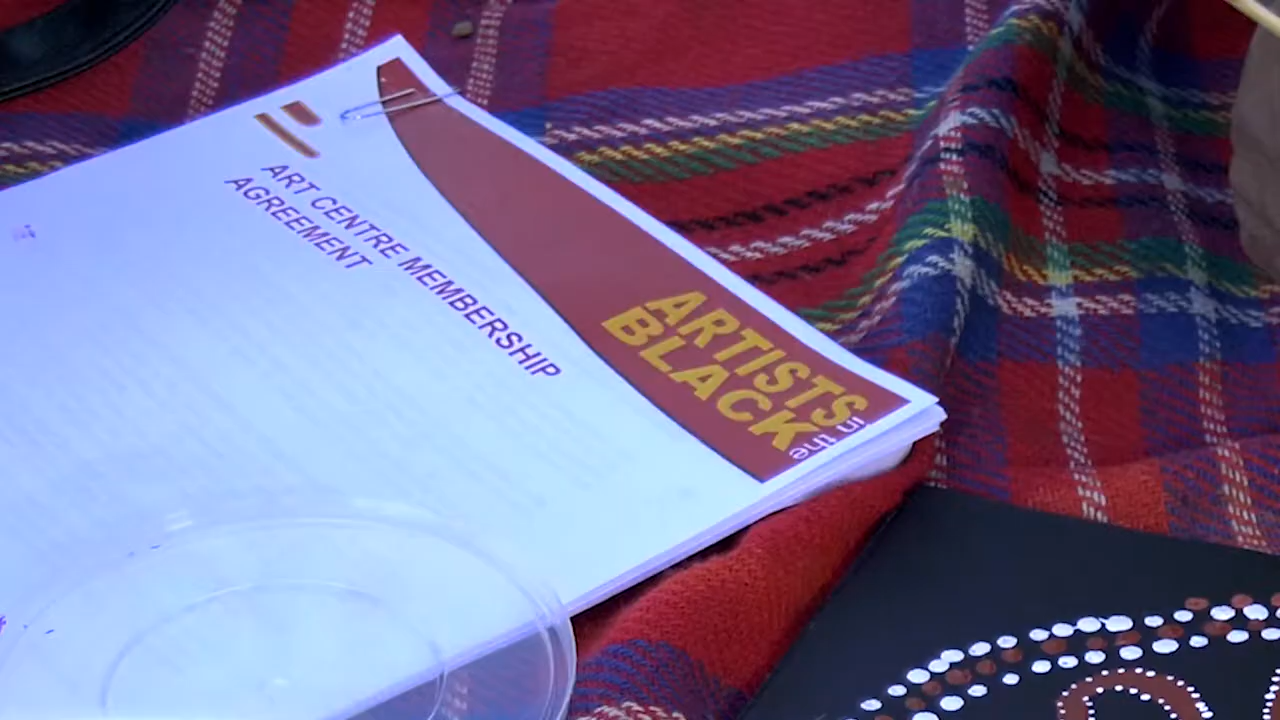 ARTISTS
in the
BLACK
ART CENTRE MEMBERSHIP
AGREEMENT